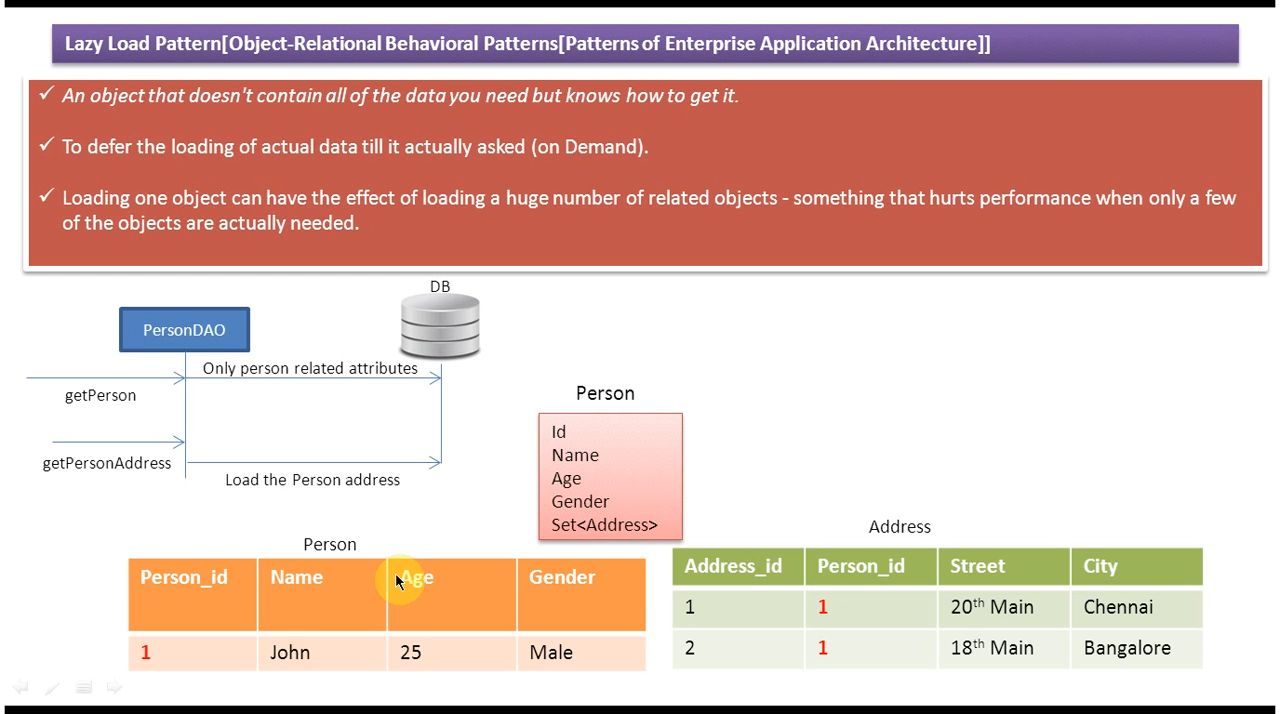 Lazy Load Pattern[Object-Relational Behavioral Patterns[Patterns of Enterprise Application Architecture]]
An object that doesn't contain all of the data you need but knows how to get it.
To defer the loading of actual data till it actually asked (on Demand).
Loading one object can have the effect of loading a huge number of related objects - something that hurts performance when only a few
of the objects are actually needed.
DB
PersonDAO
Only person related attributes
getPerson
getPersonAddress
Load the Person address
Person
Id
Name
Age
Gender
Set<Address>
Person
Person_id Name Age Gender
1 John 25 Male
Address
Address_id Person_id Street City
1 1 20th Main Chennai
2 1 18th Main Bangalore